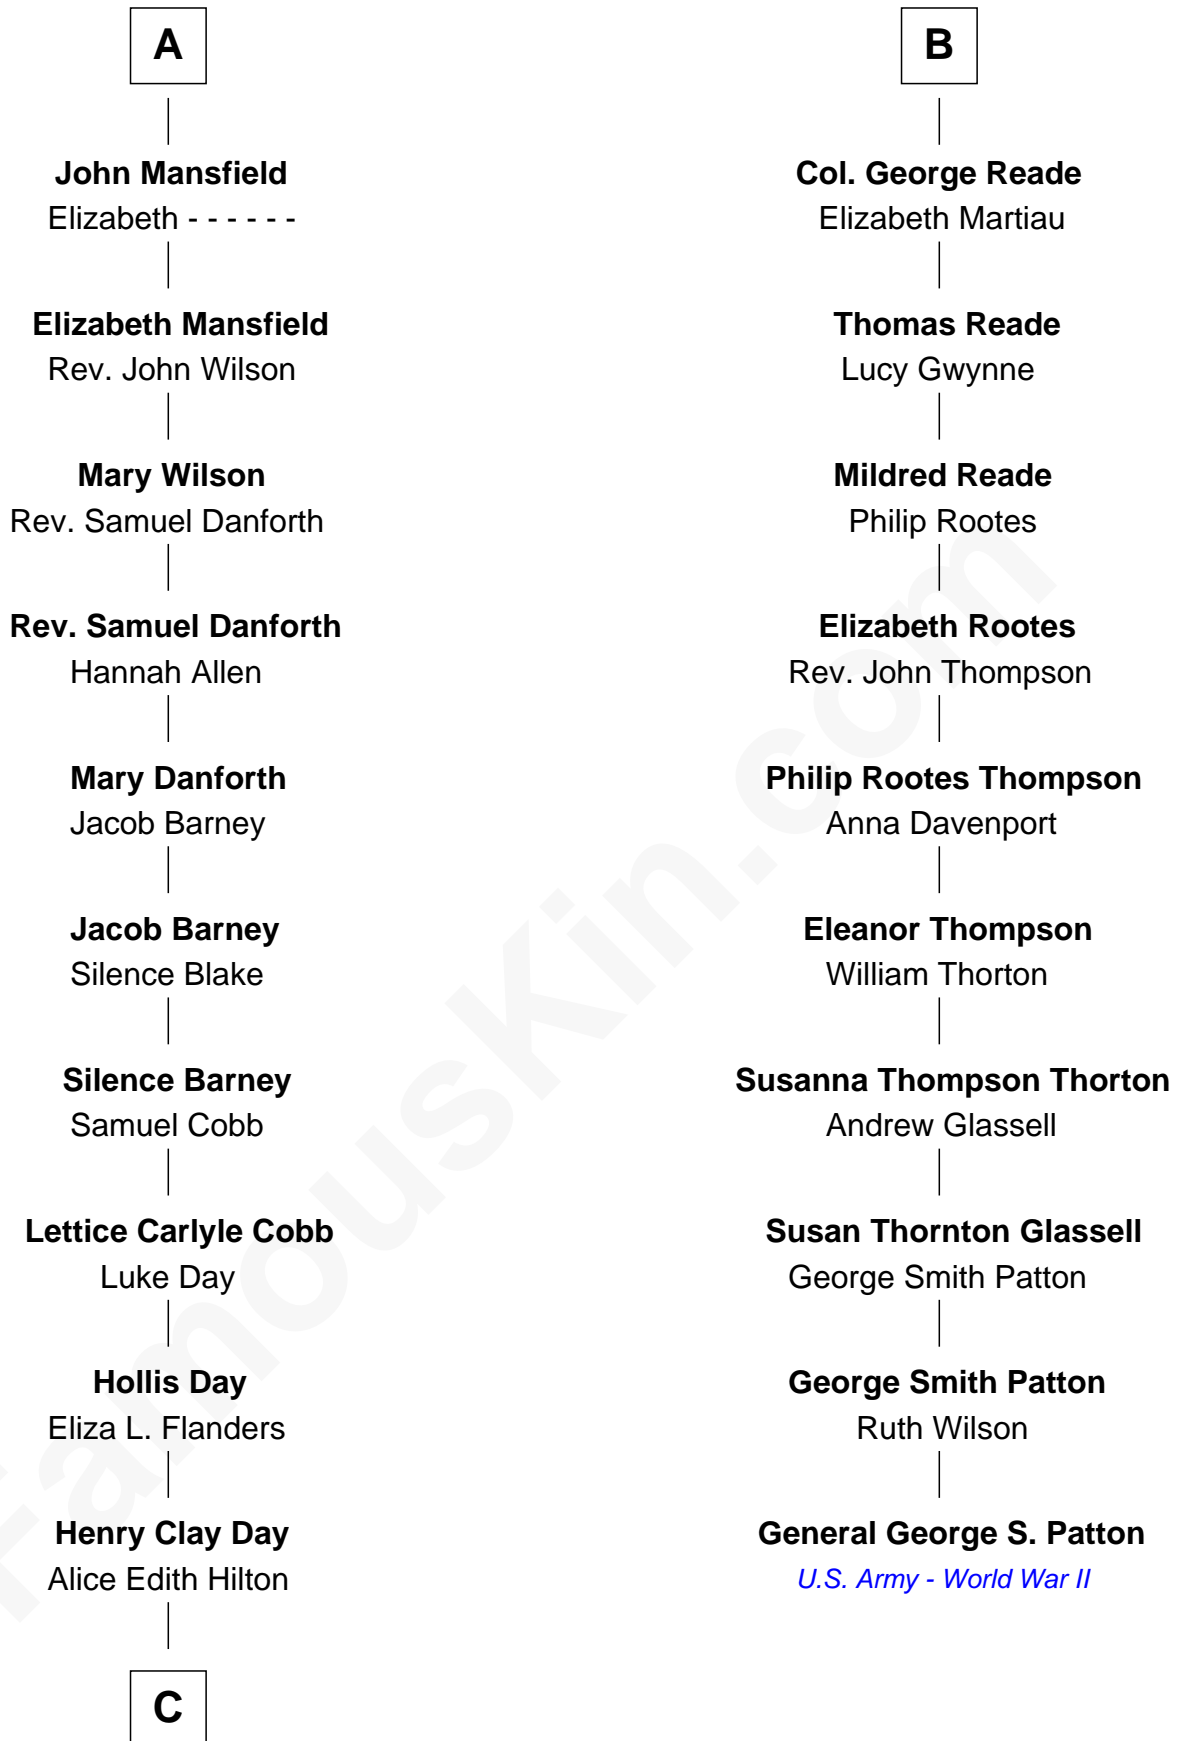 A
John Mansfield
Elizabeth - - - - - -
Elizabeth Mansfield
Rev. John Wilson
Mary Wilson
Rev. Samuel Danforth
Rev. Samuel Danforth
Hannah Allen
Mary Danforth
Jacob Barney
Jacob Barney
Silence Blake
Silence Barney
Samuel Cobb
Lettice Carlyle Cobb
Luke Day
Hollis Day
Eliza L. Flanders
Henry Clay Day
Alice Edith Hilton
C
B
Col. George Reade
Elizabeth Martiau
Thomas Reade
Lucy Gwynne
Mildred Reade
Philip Rootes
Elizabeth Rootes
Rev. John Thompson
Philip Rootes Thompson
Anna Davenport
Eleanor Thompson
William Thorton
Susanna Thompson Thorton
Andrew Glassell
Susan Thornton Glassell
George Smith Patton
George Smith Patton
Ruth Wilson
General George S. Patton
U.S. Army - World War II
FamousKin.com